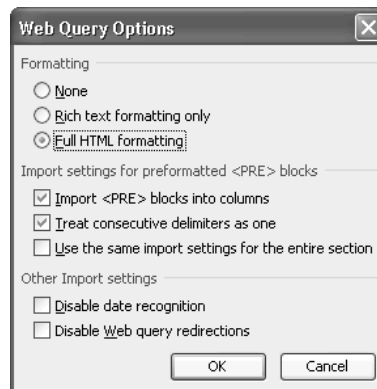 Web Query Options
Formatting
None
Rich text formatting only
Full HTML formatting
Import settings for preformatted <PRE> blocks
Import <PRE> blocks into columns
Treat consecutive delimiters as one
Use the same import settings for the entire section
Other Import settings
Disable date recognition
Disable Web query redirections
OK Cancel